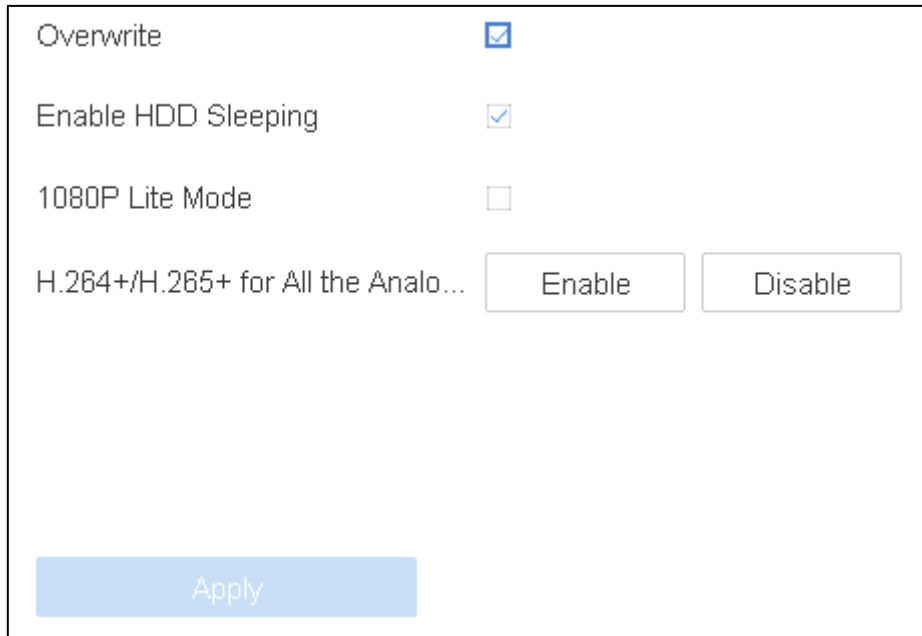 Overwrite
Enable HDD Sleeping
1080P Lite Mode
H.264+/H.265+ for All the Analo... Enable Disable
Apply